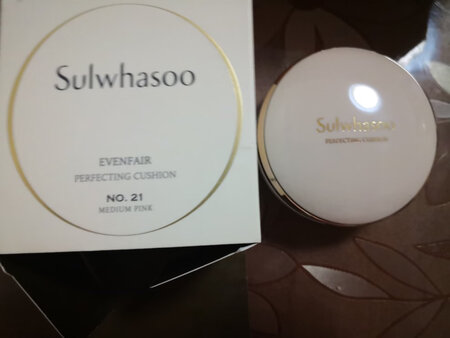 Sulwhasoo
EVENFAIR
PERFECTING CUSHION
NO. 21
MEDIUM PINK
Sulwhasoo
PERFECTING CUSHION